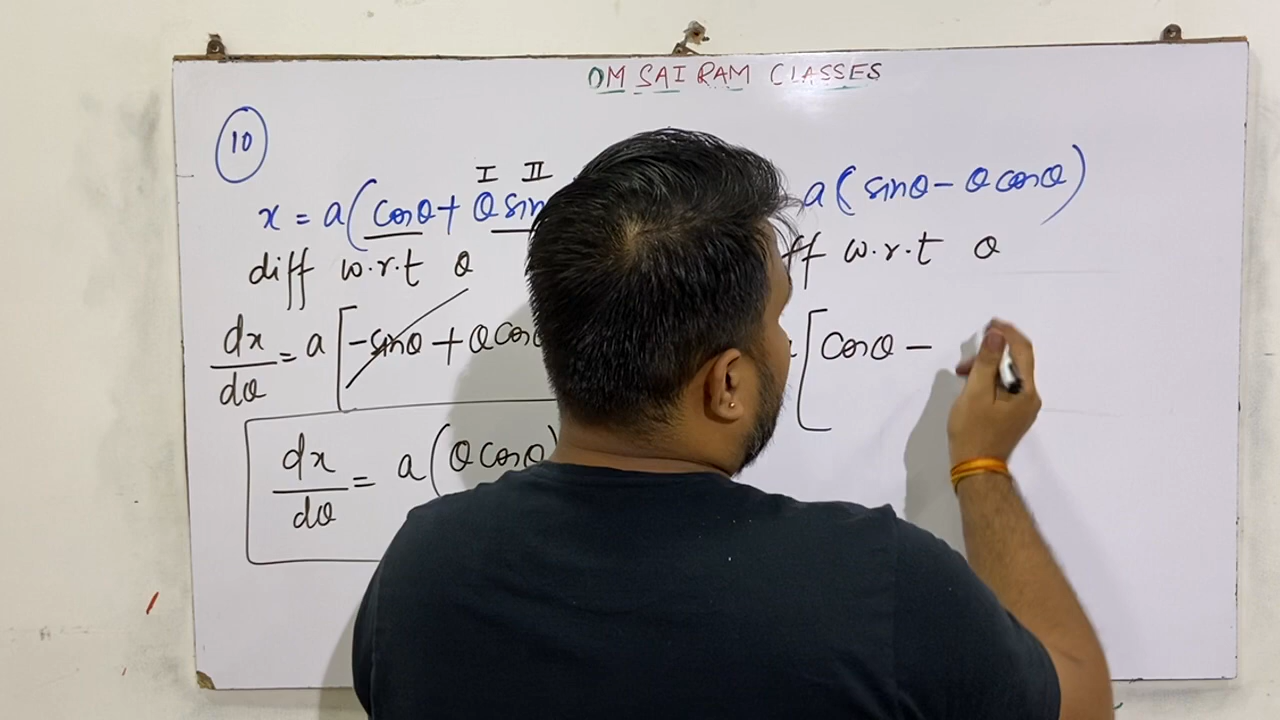 OM SAI RAM CLASSES
10
I II
x = a(cosθ + θ sin a( sinθ - θ cosθ )
diff w.r.t θ ff w.r.t θ
dx/dθ = a [-sinθ + θ cosθ [ cosθ -
dx/dθ = a(θ cosθ)